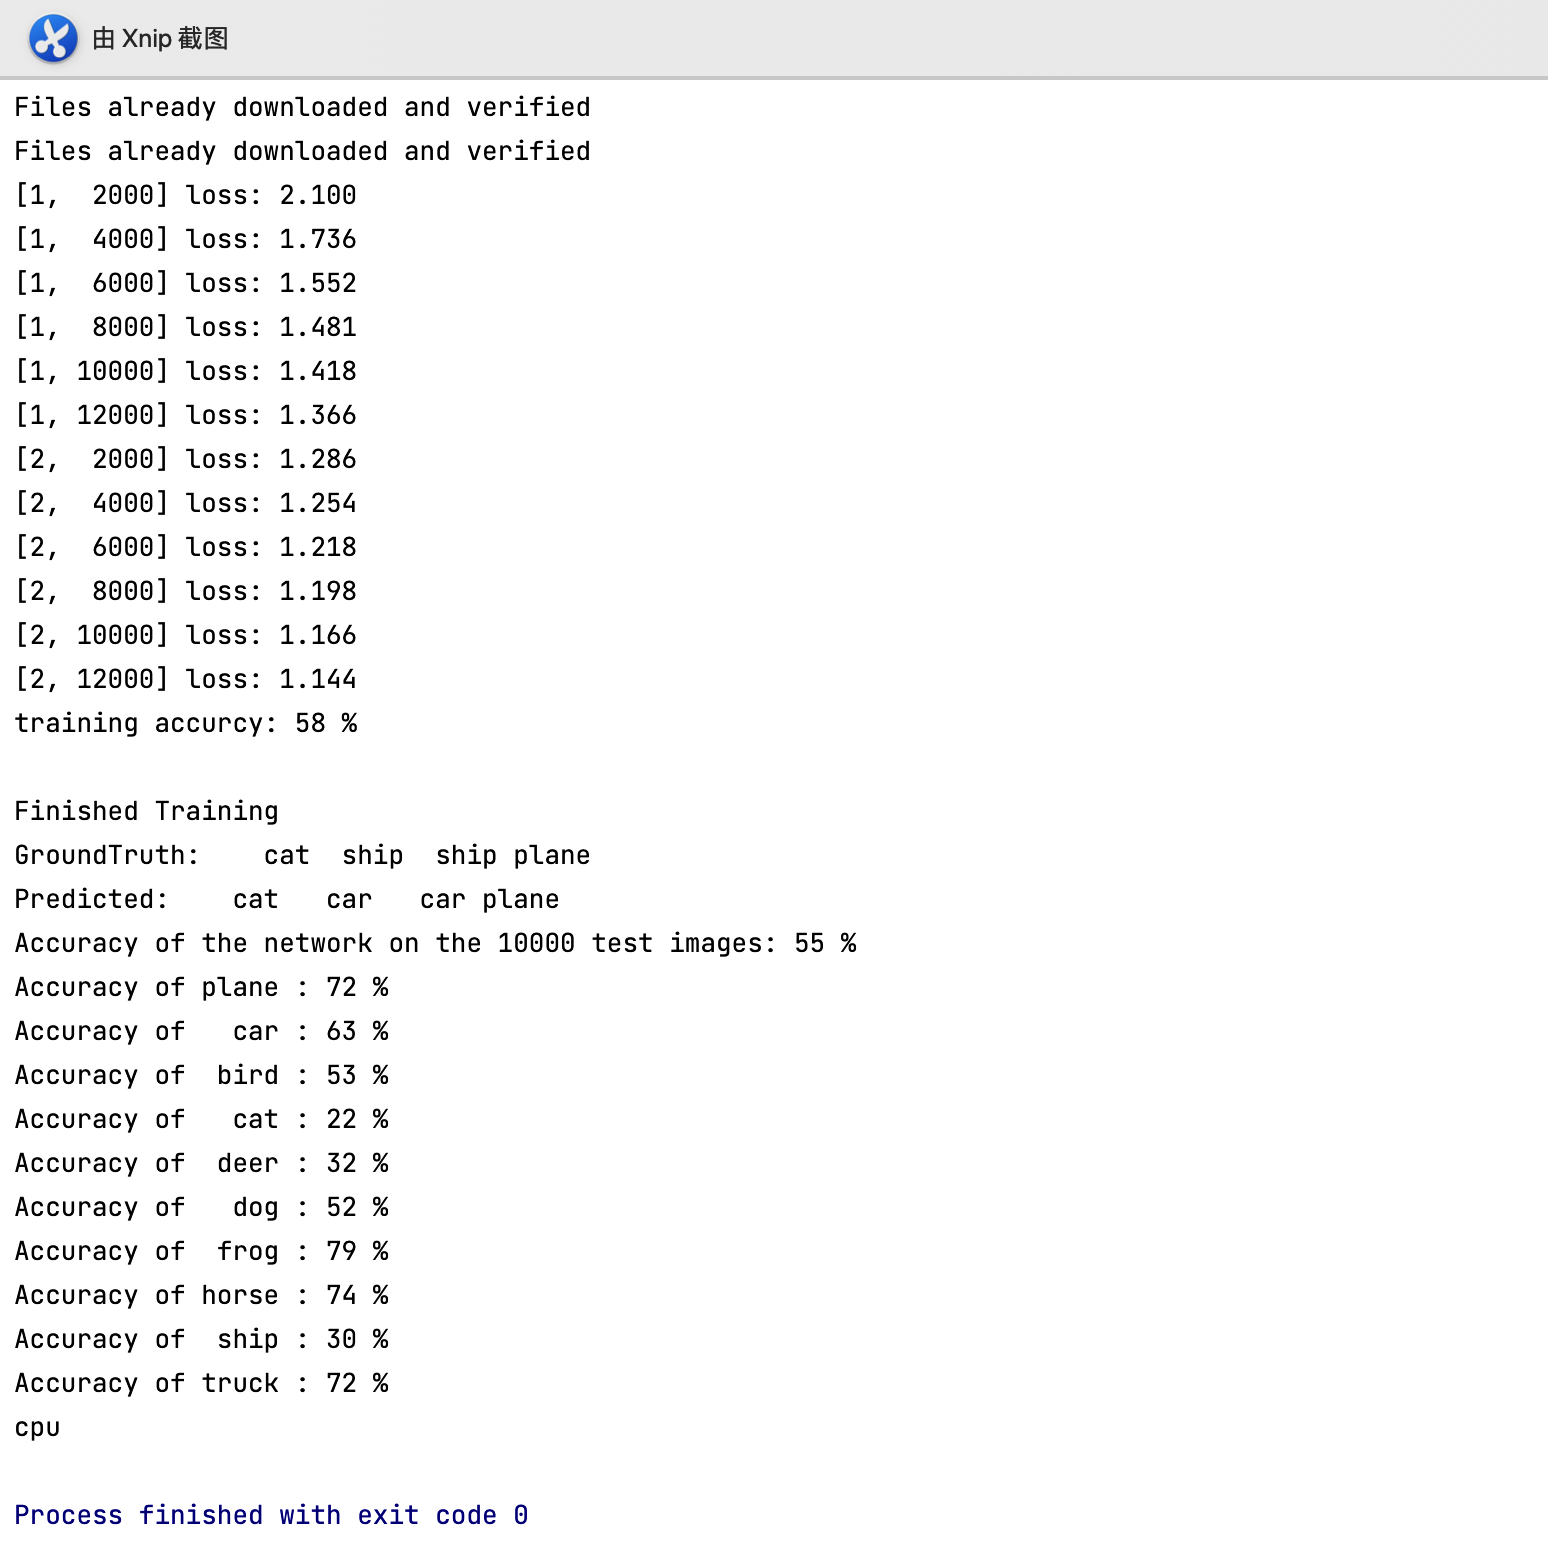 由 Xnip 截图
Files already downloaded and verified
Files already downloaded and verified
[1,  2000] loss: 2.100
[1,  4000] loss: 1.736
[1,  6000] loss: 1.552
[1,  8000] loss: 1.481
[1, 10000] loss: 1.418
[1, 12000] loss: 1.366
[2,  2000] loss: 1.286
[2,  4000] loss: 1.254
[2,  6000] loss: 1.218
[2,  8000] loss: 1.198
[2, 10000] loss: 1.166
[2, 12000] loss: 1.144
training accurcy: 58 %
Finished Training
GroundTruth:    cat  ship  ship plane
Predicted:    cat   car   car plane
Accuracy of the network on the 10000 test images: 55 %
Accuracy of plane : 72 %
Accuracy of   car : 63 %
Accuracy of  bird : 53 %
Accuracy of   cat : 22 %
Accuracy of  deer : 32 %
Accuracy of   dog : 52 %
Accuracy of  frog : 79 %
Accuracy of horse : 74 %
Accuracy of  ship : 30 %
Accuracy of truck : 72 %
cpu
Process finished with exit code 0